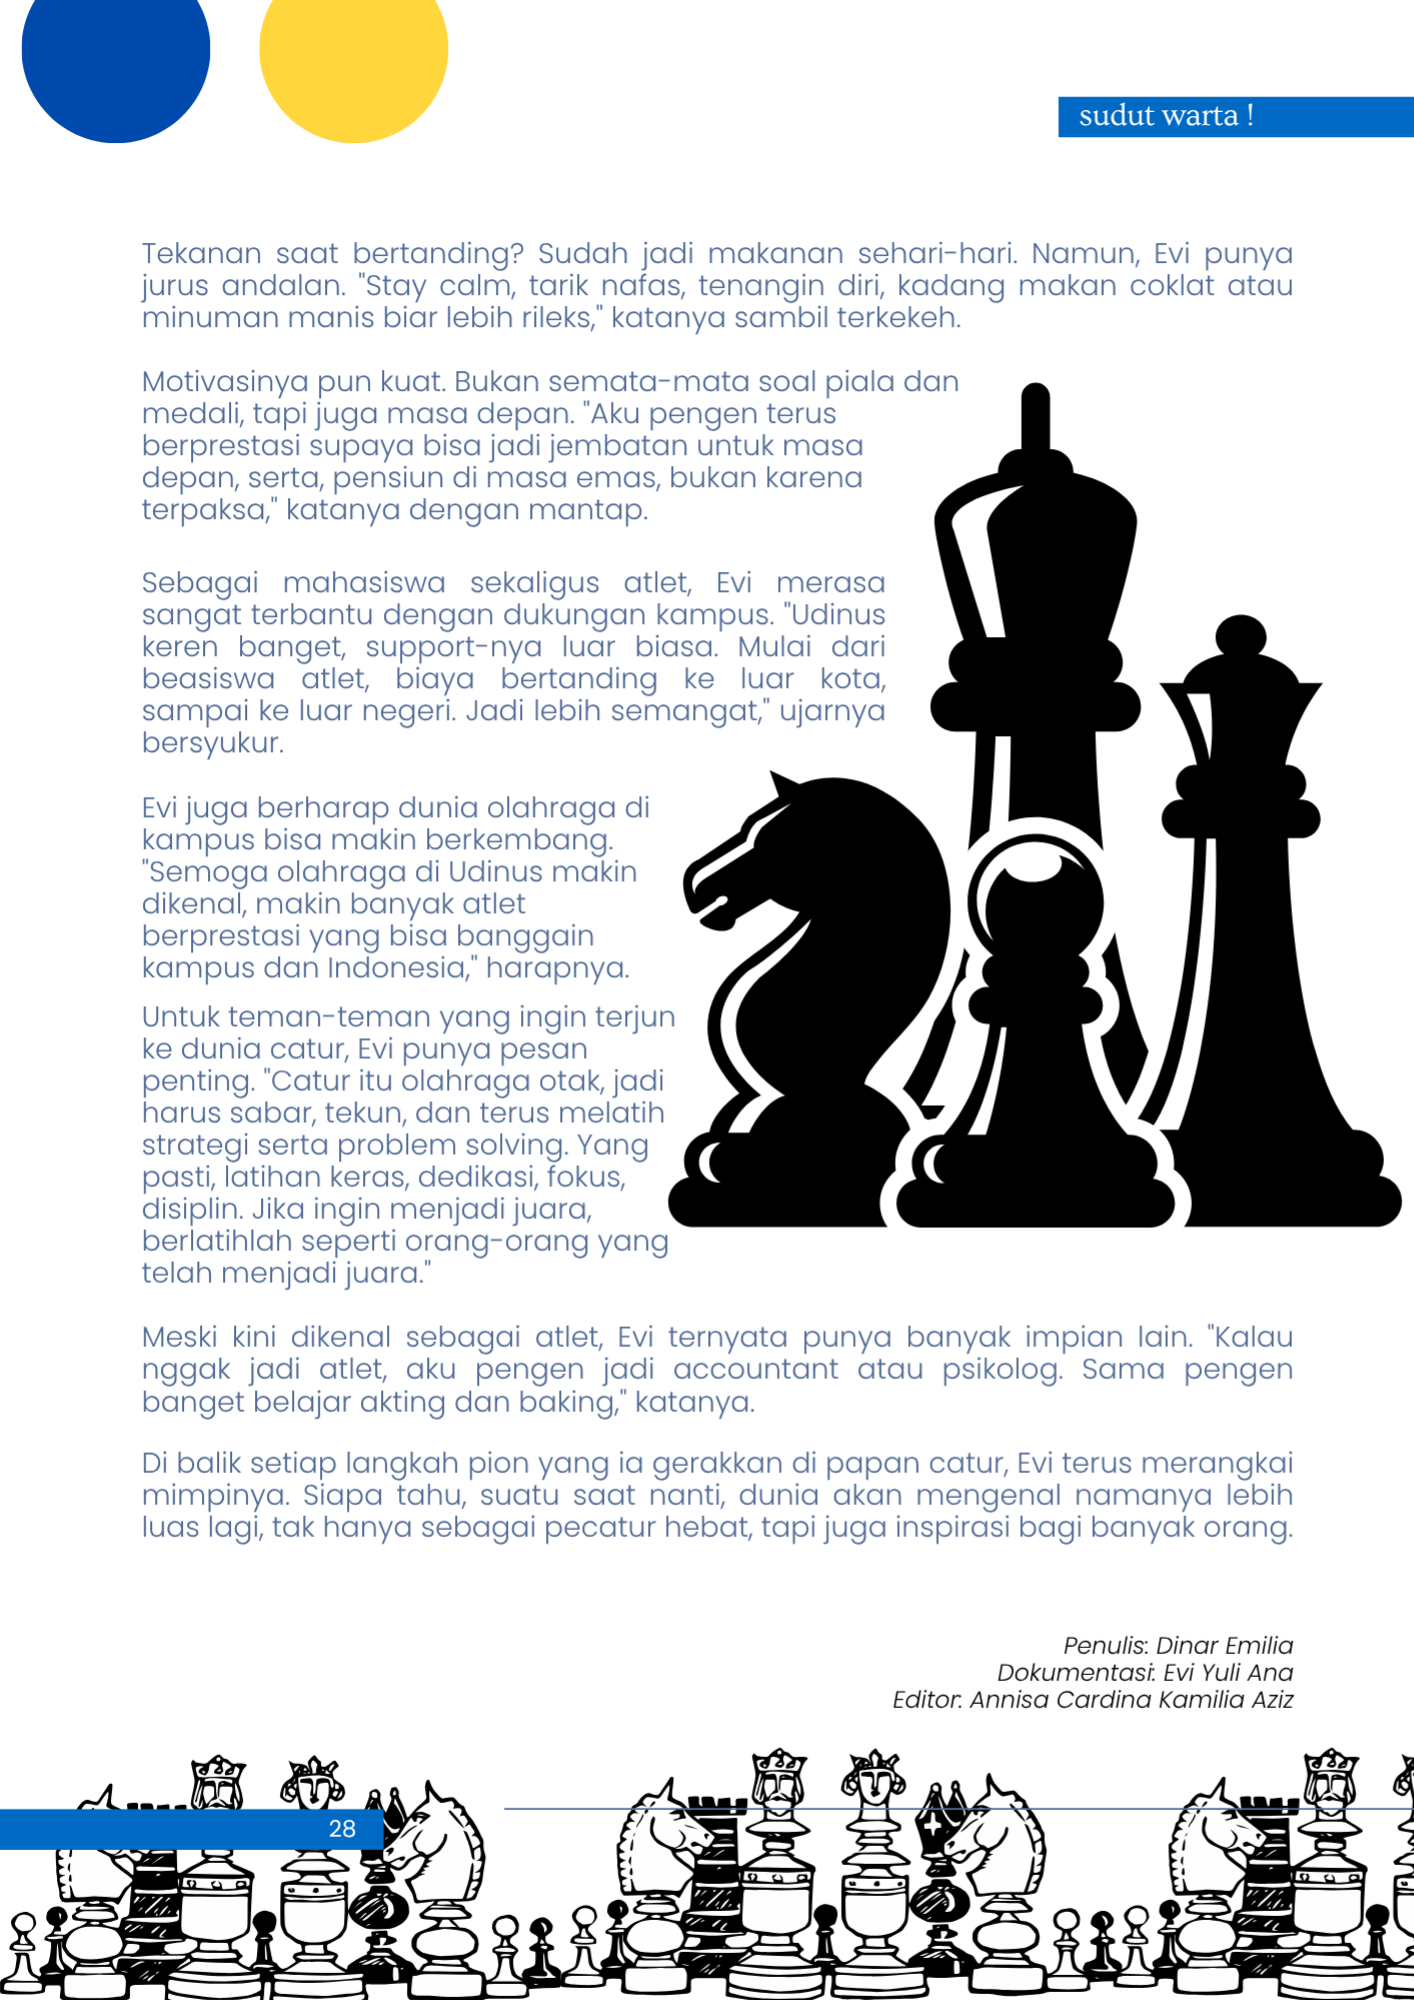 sudut warta !
Tekanan saat bertanding? Sudah jadi makanan sehari-hari. Namun, Evi punya
jurus andalan. "Stay calm, tarik nafas, tenangin diri, kadang makan coklat atau
minuman manis biar lebih rileks," katanya sambil terkekeh.
Motivasinya pun kuat. Bukan semata-mata soal piala dan
medali, tapi juga masa depan. "Aku pengen terus
berprestasi supaya bisa jadi jembatan untuk masa
depan, serta, pensiun di masa emas, bukan karena
terpaksa," katanya dengan mantap.
Sebagai mahasiswa sekaligus atlet, Evi merasa
sangat terbantu dengan dukungan kampus. "Udinus
keren banget, support-nya luar biasa. Mulai dari
beasiswa atlet, biaya bertanding ke luar kota,
sampai ke luar negeri. Jadi lebih semangat," ujarnya
bersyukur.
Evi juga berharap dunia olahraga di
kampus bisa makin berkembang.
"Semoga olahraga di Udinus makin
dikenal, makin banyak atlet
berprestasi yang bisa banggain
kampus dan Indonesia," harapnya.
Untuk teman-teman yang ingin terjun
ke dunia catur, Evi punya pesan
penting. "Catur itu olahraga otak, jadi
harus sabar, tekun, dan terus melatih
strategi serta problem solving. Yang
pasti, latihan keras, dedikasi, fokus,
disiplin. Jika ingin menjadi juara,
berlatihlah seperti orang-orang yang
telah menjadi juara."
Meski kini dikenal sebagai atlet, Evi ternyata punya banyak impian lain. "Kalau
nggak jadi atlet, aku pengen jadi accountant atau psikolog. Sama pengen
banget belajar akting dan baking," katanya.
Di balik setiap langkah pion yang ia gerakkan di papan catur, Evi terus merangkai
mimpinya. Siapa tahu, suatu saat nanti, dunia akan mengenal namanya lebih
luas lagi, tak hanya sebagai pecatur hebat, tapi juga inspirasi bagi banyak orang.
Penulis: Dinar Emilia
Dokumentasi: Evi Yuli Ana
Editor: Annisa Cardina Kamilia Aziz
28